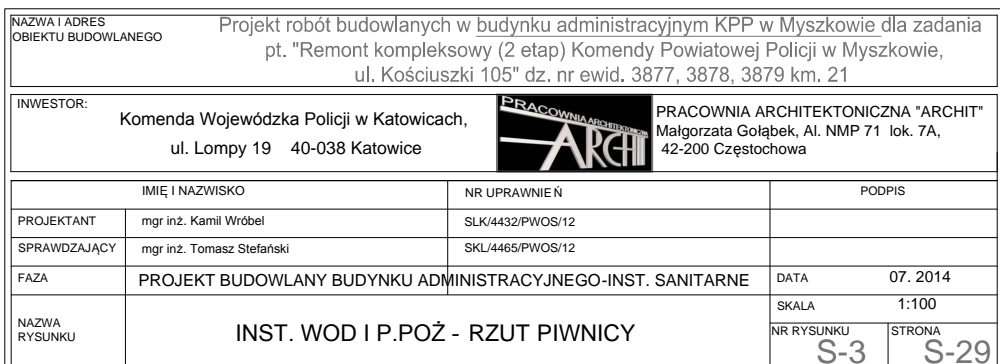 NAZWA I ADRES
OBIEKTU BUDOWLANEGO
Projekt robót budowlanych w budynku administracyjnym KPP w Myszkowie dla zadania
pt. "Remont kompleksowy (2 etap) Komendy Powiatowej Policji w Myszkowie,
ul. Kościuszki 105" dz. nr ewid. 3877, 3878, 3879 km. 21
INWESTOR:
Komenda Wojewódzka Policji w Katowicach,
ul. Lompy 19 40-038 Katowice
PRACOWNIA ARCHITEKTONICZNA
ARCHIT
PRACOWNIA ARCHITEKTONICZNA "ARCHIT"
Małgorzata Gołąbek, Al. NMP 71 lok. 7A,
42-200 Częstochowa
IMIĘ I NAZWISKO NR UPRAWNIEŃ PODPIS
PROJEKTANT mgr inż. Kamil Wróbel SLK/4432/PWOS/12
SPRAWDZAJĄCY mgr inż. Tomasz Stefański SKL/4465/PWOS/12
FAZA PROJEKT BUDOWLANY BUDYNKU ADMINISTRACYJNEGO-INST. SANITARNE DATA 07. 2014
SKALA 1:100
NAZWA
RYSUNKU
INST. WOD I P.POŻ - RZUT PIWNICY
NR RYSUNKU STRONA
S-3 S-29